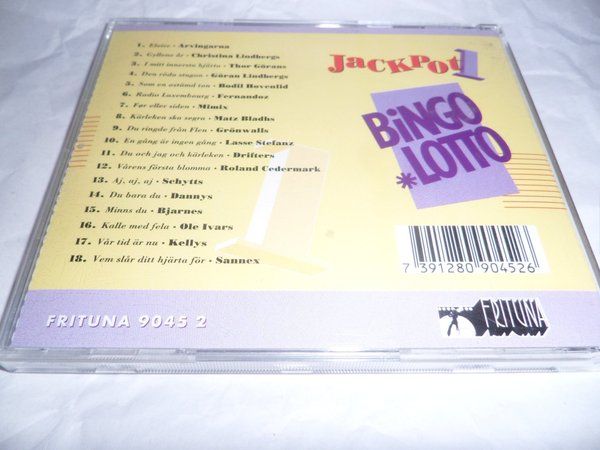 1. Eloise · Arvingarna
2. Gyllene år · Christina Lindbergs
3. I mitt innersta hjärta · Thor Görans
4. Den röda stugan · Göran Lindbergs
5. Som en ostämd ton · Bodil Bovenlid
6. Radio Luxembourg · Fernandoz
7. Før eller siden · Mimix
8. Kärleken ska segra · Matz Bladhs
9. Du ringde från Flen · Grönwalls
10. En gång är ingen gång · Lasse Stefanz
11. Du och jag och kärleken · Drifters
12. Vårens första blomma · Roland Cedermark
13. Aj, aj, aj · Schytts
14. Du bara du · Dannys
15. Minns du · Bjarnes
16. Kalle med fela · Ole Ivars
17. Vår tid är nu · Kellys
18. Vem slår ditt hjärta för · Sannex
JACKPOT 1
BiNGO
*LOTTO
7 391280 904526
FRITUNA 9045 2
FRITUNA